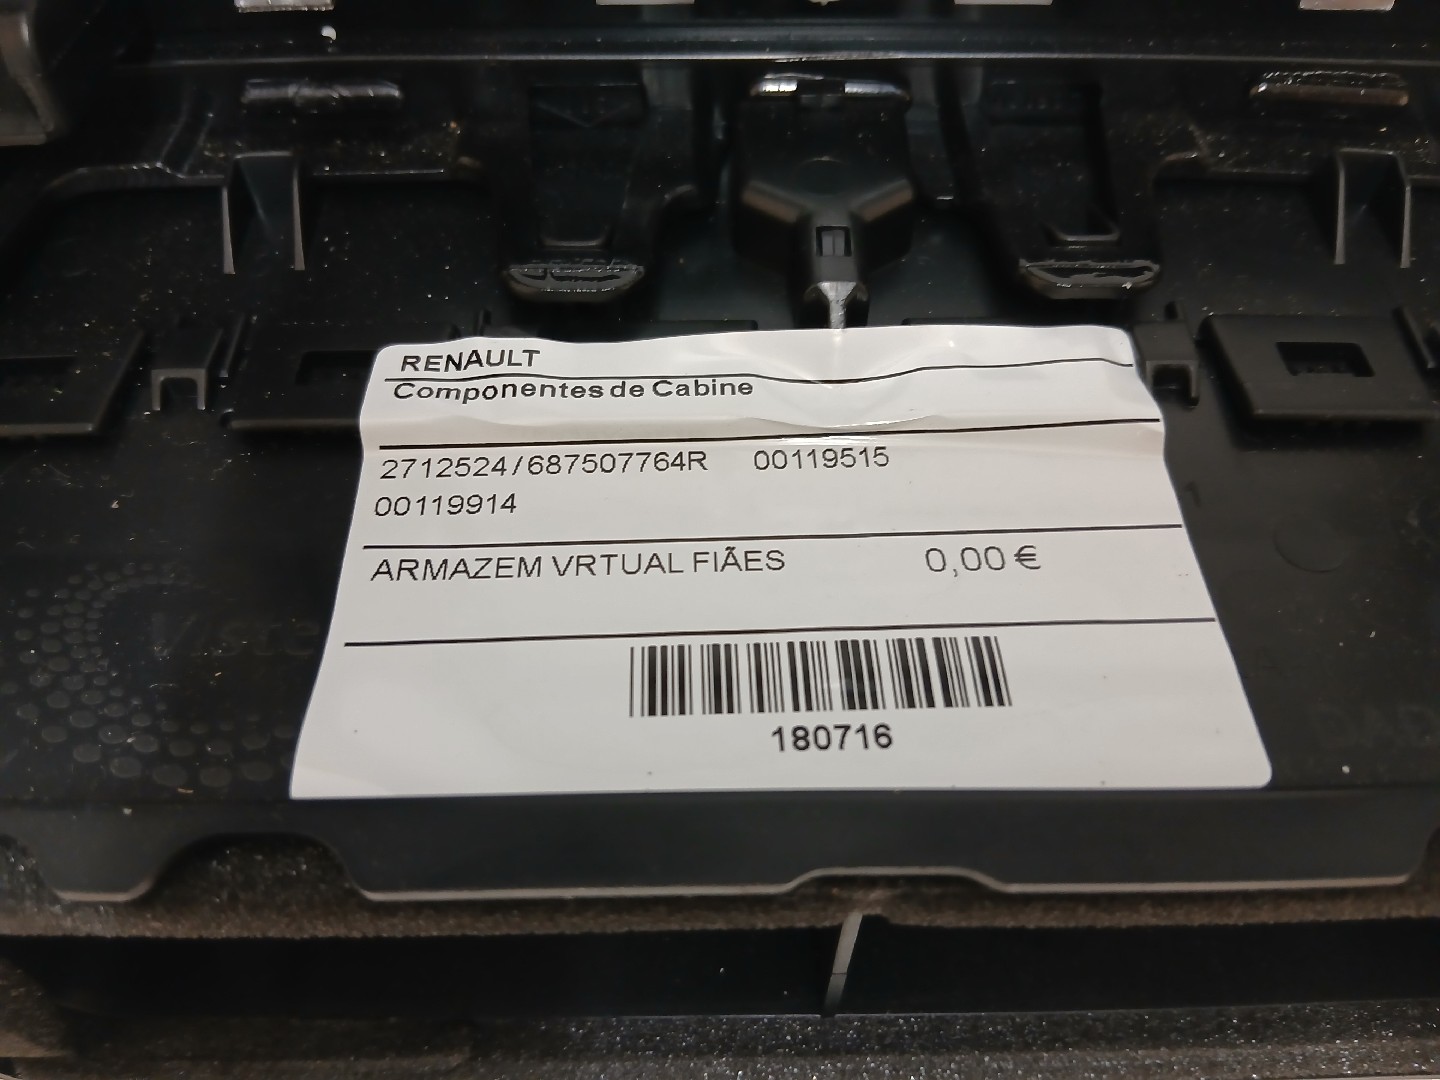 RENAULT
Componentes de Cabine
2712524/687507764R 00119515
00119914
ARMAZEM VRTUAL FIÃES 0,00 €
180716